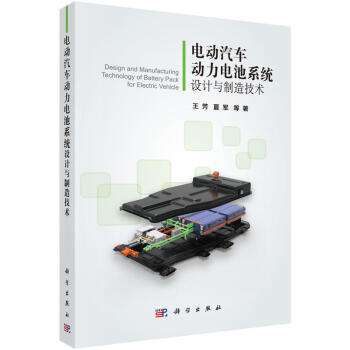 电动汽车
动力电池系统
设计与制造技术
Design and Manufacturing
Technology of Battery Pack
for Electric Vehicle
王芳 夏军 等著
科学出版社
电动汽车动力电池系统设计与制造技术
科学出版社